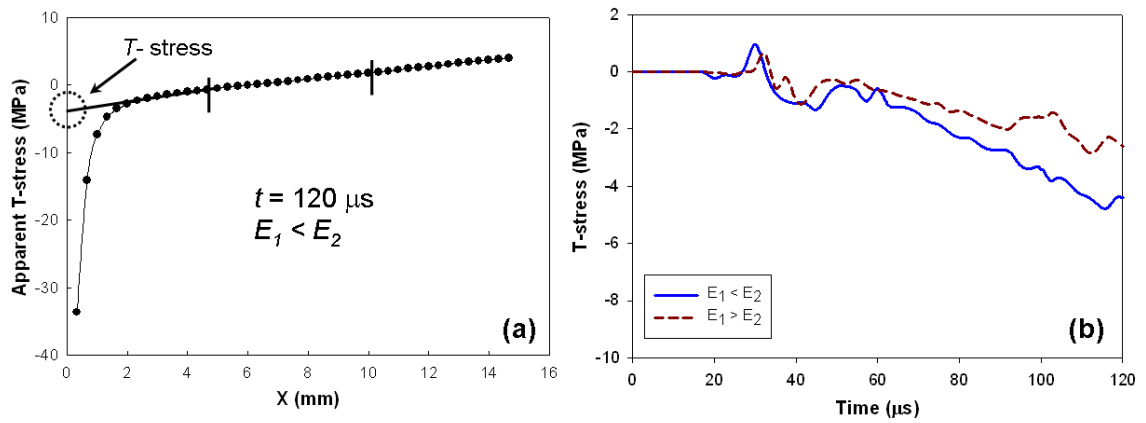 10
0
-10
-20
-30
-40
Apparent T-stress (MPa)
T- stress
t = 120 μs
E1 < E2
(a)
0 2 4 6 8 10 12 14 16
X (mm)
2
0
-2
-4
-6
-8
-10
T-stress (MPa)
E1 < E2
E1 > E2
(b)
0 20 40 60 80 100 120
Time (μs)